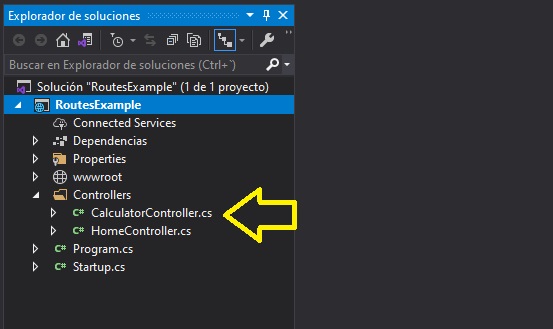 Explorador de soluciones
Buscar en Explorador de soluciones (Ctrl+´)
Solución "RoutesExample" (1 de 1 proyecto)
RoutesExample
Connected Services
Dependencias
Properties
wwwroot
Controllers
C# CalculatorController.cs
C# HomeController.cs
C# Program.cs
C# Startup.cs